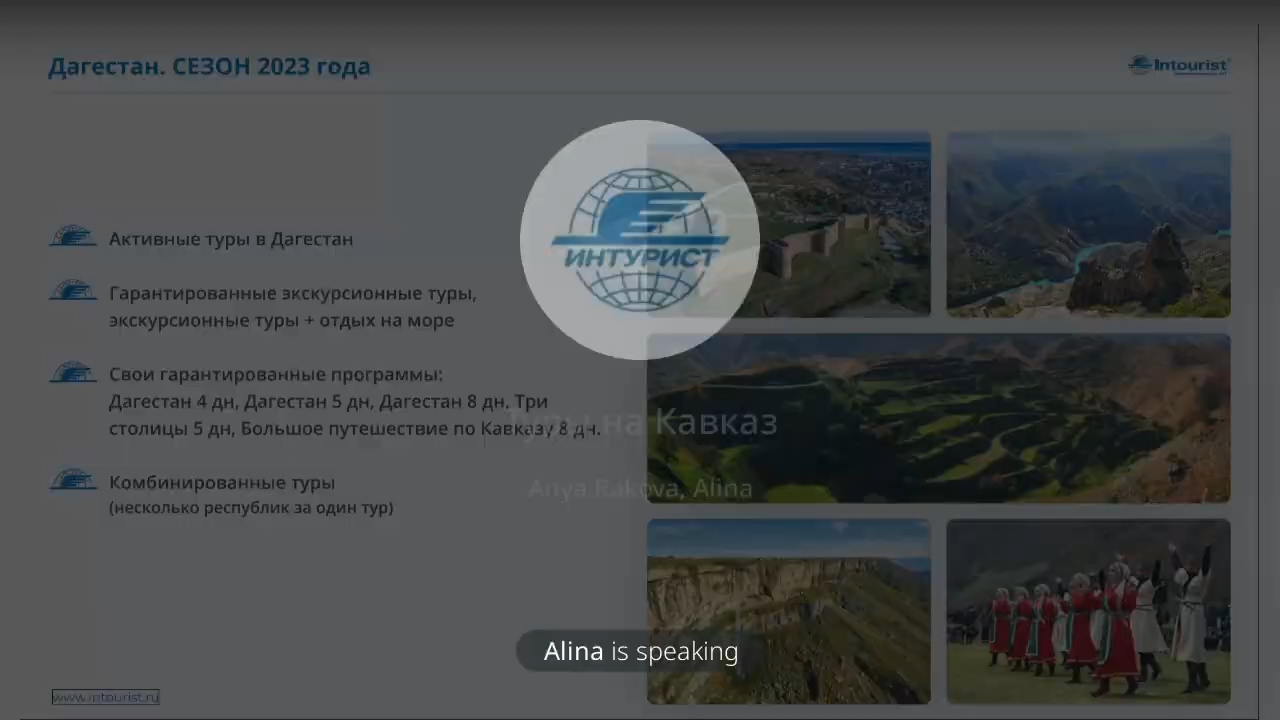 Дагестан. СЕЗОН 2023 года
Intourist
ИНТУРИСТ
Активные туры в Дагестан
Гарантированные экскурсионные туры,
экскурсионные туры + отдых на море
Свои гарантированные программы:
Дагестан 4 дн, Дагестан 5 дн, Дагестан 8 дн, Три
столицы 5 дн, Большое путешествие по Кавказу 8 дн.
Туры на Кавказ
Комбинированные туры
(несколько республик за один тур)
Anya Rakova, Alina
Alina is speaking
www.intourist.ru